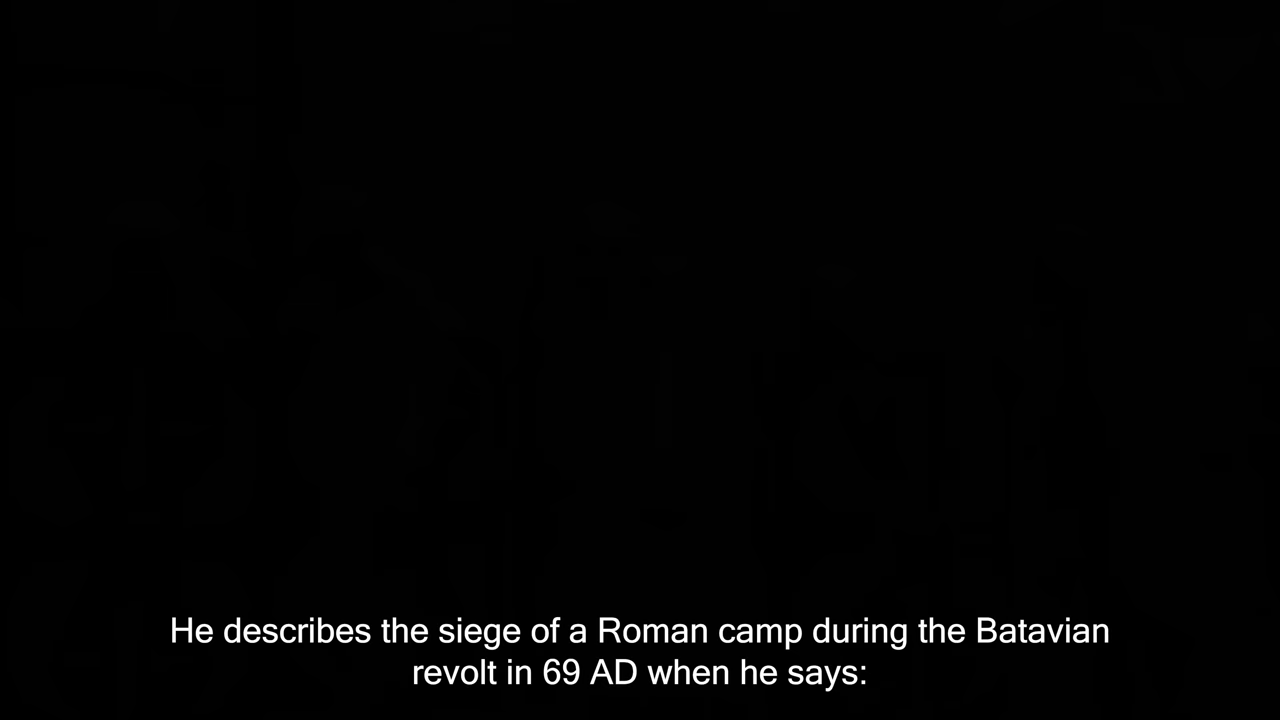 He describes the siege of a Roman camp during the Batavian
revolt in 69 AD when he says: